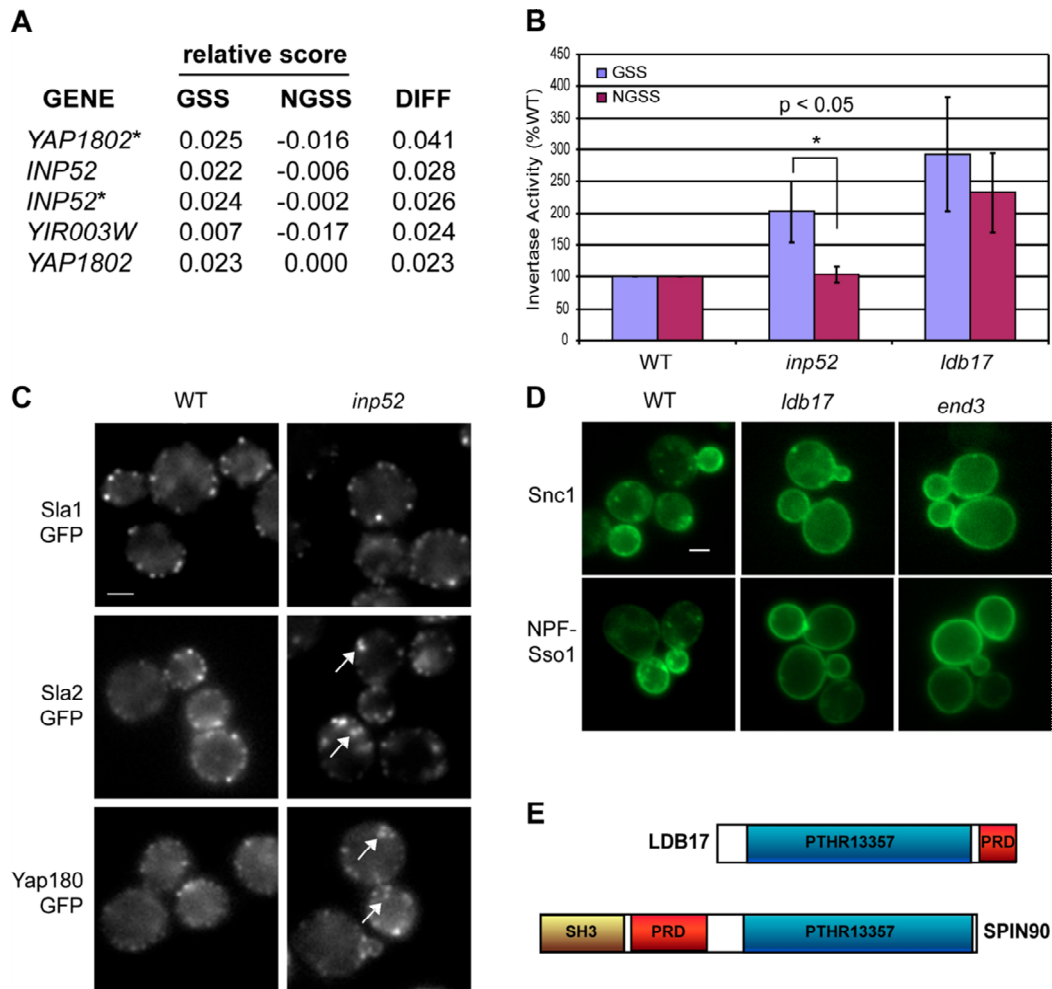 A
relative score
GENE GSS NGSS DIFF
YAP1802* 0.025 -0.016 0.041
INP52 0.022 -0.006 0.028
INP52* 0.024 -0.002 0.026
YIR003W 0.007 -0.017 0.024
YAP1802 0.023 0.000 0.023
B
Invertase Activity (%WT)
450
400
350
300
250
200
150
100
50
0
GSS
NGSS
p < 0.05
*
WT inp52 ldb17
C
WT inp52
Sla1
GFP
Sla2
GFP
Yap180
GFP
D
WT ldb17 end3
Snc1
NPF-
Sso1
E
LDB17 PTHR13357 PRD
SH3 PRD PTHR13357 SPIN90